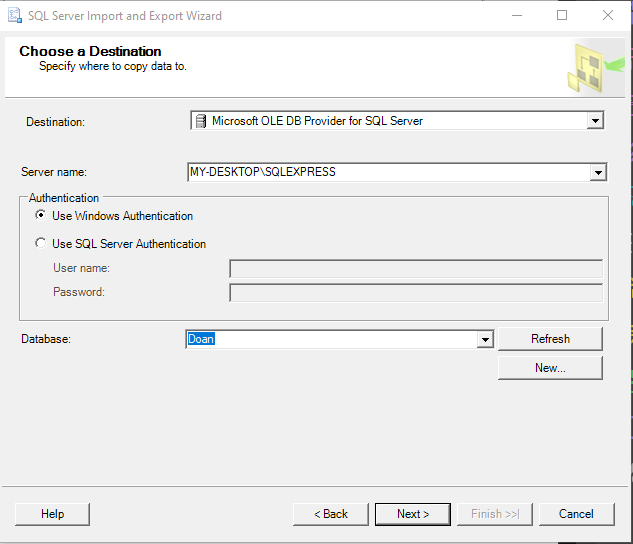 SQL Server Import and Export Wizard
Choose a Destination
Specify where to copy data to.
Destination: Microsoft OLE DB Provider for SQL Server
Server name: MY-DESKTOP\SQLEXPRESS
Authentication
Use Windows Authentication
Use SQL Server Authentication
User name:
Password:
Database: Doan Refresh
New...
Help < Back Next > Finish >>| Cancel